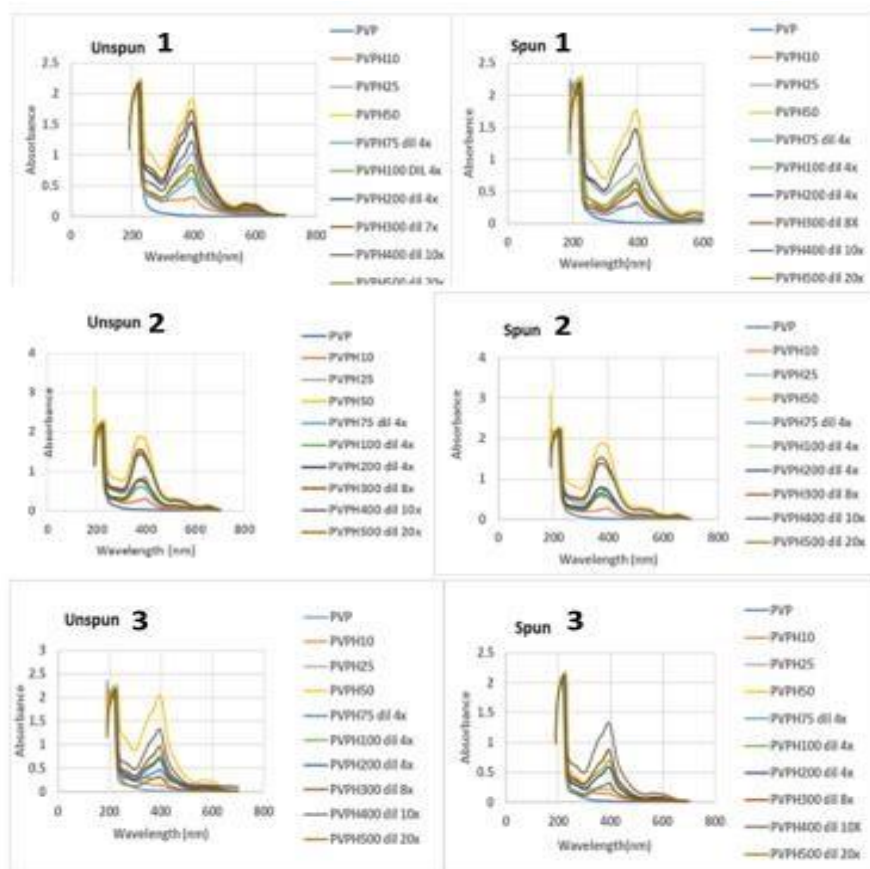 Unspun 1
2.5
2
1.5
1
0.5
0
0
200
400
600
800
Absorbance
Wavelenghth(nm)
PVP
PVPH10
PVPH25
PVPH50
PVPH75 dil 4x
PVPH100 DIL 4x
PVPH200 dil 4x
PVPH300 dil 7x
PVPH400 dil 10x
PVPH500 dil 20x
Spun 1
2.5
2
1.5
1
0.5
0
0
200
400
600
Absorbance
Wavelength(nm)
PVP
PVPH10
PVPH25
PVPH50
PVPH75 dil 4x
PVPH100 dil 4x
PVPH200 dil 4x
PVPH300 dil 8X
PVPH400 dil 10x
PVPH500 dil 20x
Unspun 2
4
3
2
1
0
0
200
400
600
800
Absorbance
Wavelength [nm)
PVP
PVPH10
PVPH25
PVPH50
PVPH75 dil 4x
PVPH100 dil 4x
PVPH200 dil 4x
PVPH300 dil 8x
PVPH400 dil 10x
PVPH500 dil 20x
Spun 2
4
3
2
1
0
0
200
400
600
800
Absorbance
Wavelength (nm)
PVP
PVPH10
PVPH25
PVPH50
PVPH75 dil 4x
PVPH100 dil 4x
PVPH200 dil 4x
PVPH300 dil 8x
PVPH400 dil 10x
PVPH500 dil 20x
Unspun 3
3
2.5
2
1.5
1
0.5
0
0
200
400
600
800
Absorbance
Wavelength (nm)
PVP
PVPH10
PVPH25
PVPH50
PVPH75 dil 4x
PVPH100 dil 4x
PVPH200 dil 4x
PVPH300 dil 8x
PVPH400 dil 10x
PVPH500 dil 20x
Spun 3
2.5
2
1.5
1
0.5
0
0
200
400
600
800
Absorbance
Wavelength(nm)
PVP
PVPH10
PVPH25
PVPH50
PVPH75 dil 4x
PVPH100 dil 4x
PVPH200 dil 4x
PVPH300 dil 8x
PVPH400 dil 10X
PVPH500 dil 20x